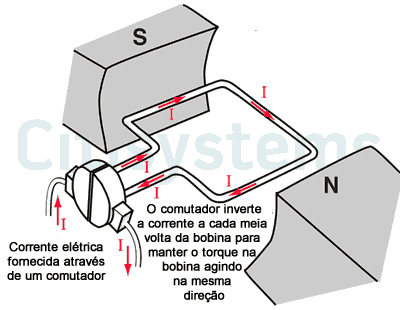 S
I
I
I
Citisystems
N
I
I
O comutador inverte
a corrente a cada meia
volta da bobina para
manter o torque na
bobina agindo
na mesma
direção
I
I
Corrente elétrica
fornecida através
de um comutador